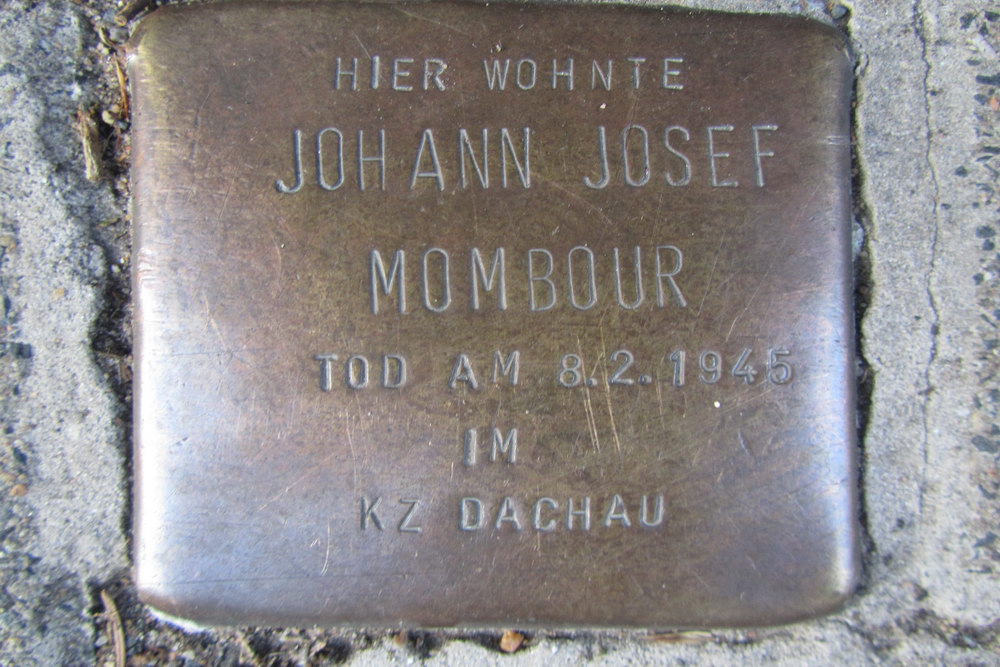 HIER WOHNTE
JOHANN JOSEF
MOMBOUR
TOD AM 8.2.1945
IM
KZ DACHAU